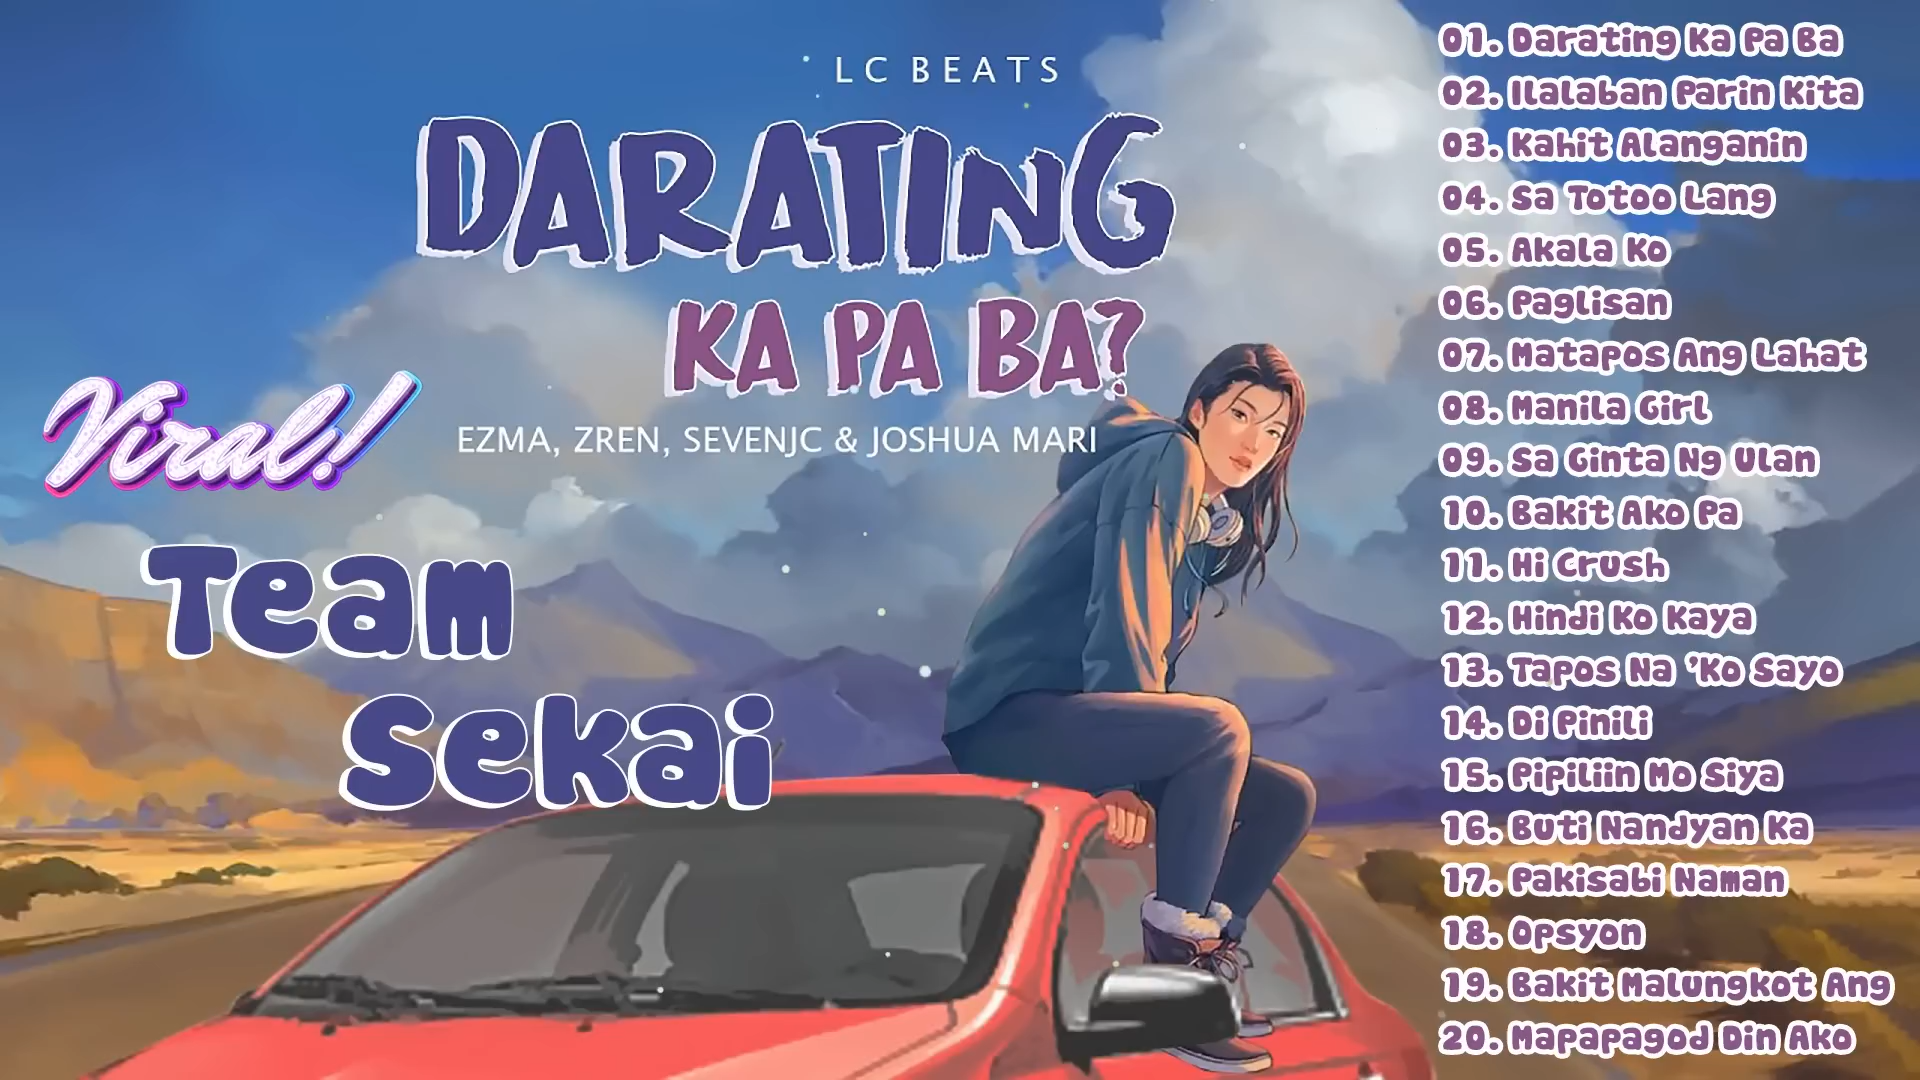 LC BEATS
DARATING
KA PA BA?
EZMA, ZREN, SEVENJC & JOSHUA MARI
Viral!
Team
Sekai
01. Darating Ka Pa Ba
02. Ilalaban Parin Kita
03. Kahit Alanganin
04. Sa Totoo Lang
05. Akala Ko
06. Paglisan
07. Matapos Ang Lahat
08. Manila Girl
09. Sa Ginta Ng Ulan
10. Bakit Ako Pa
11. Hi Crush
12. Hindi Ko Kaya
13. Tapos Na 'Ko Sayo
14. Di Pinili
15. Pipiliin Mo Siya
16. Buti Nandyan Ka
17. Pakisabi Naman
18. Opsyon
19. Bakit Malungkot Ang
20. Mapapagod Din Ako